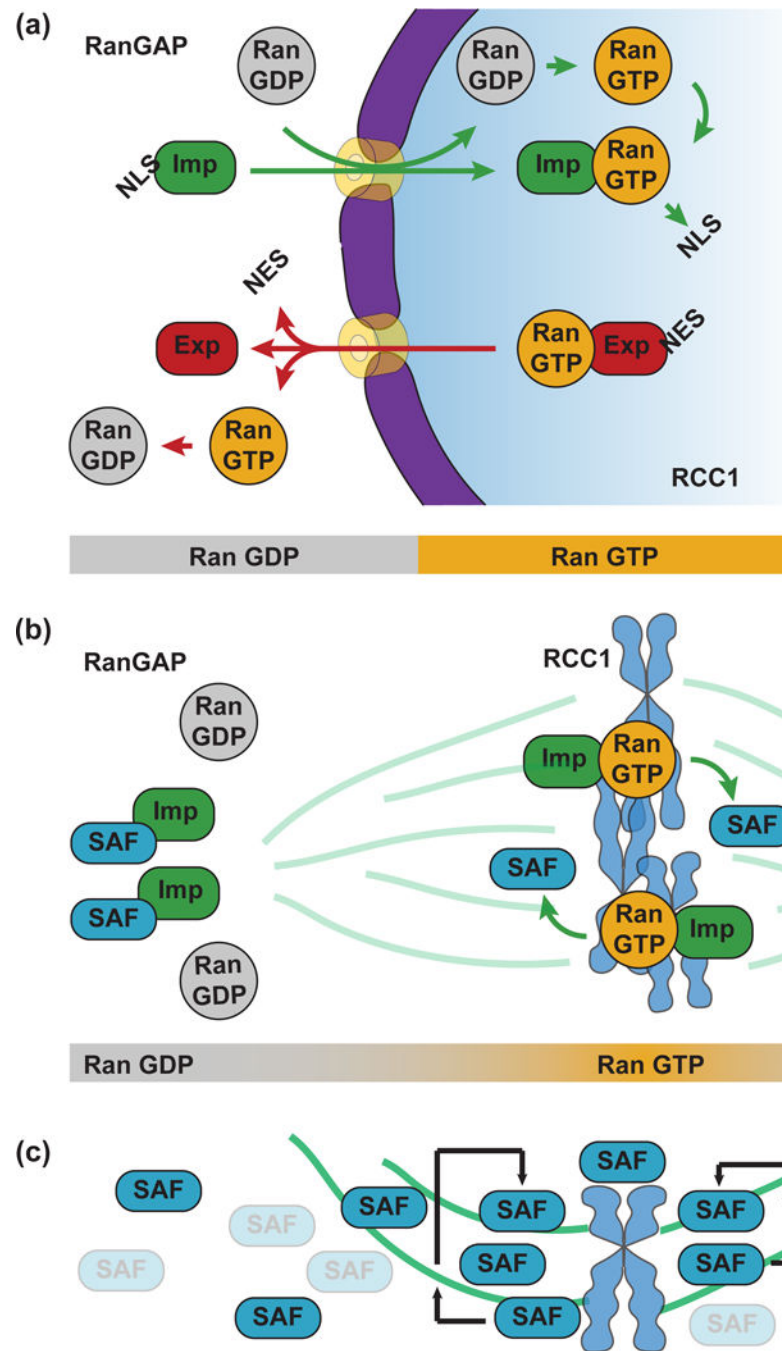 (a)
RanGAP
Ran
GDP
Ran
GDP
Ran
GTP
NLS
Imp
Imp
Ran
GTP
NLS
NES
Exp
Ran
GTP
Exp
NES
Ran
GDP
Ran
GTP
RCC1
Ran GDP
Ran GTP
(b)
RanGAP
RCC1
Ran
GDP
Imp
Ran
GTP
Imp
SAF
SAF
Imp
SAF
SAF
Ran
GTP
Imp
Ran
GDP
Ran GDP
Ran GTP
(c)
SAF
SAF
SAF
SAF
SAF
SAF
SAF
SAF
SAF
SAF
SAF
SAF
SAF
SAF